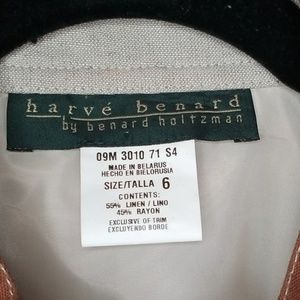 harvé benard
by benard holtzman
09M 3010 71 S4
MADE IN BELARUS
HECHO EN BIELORUSIA
SIZE/TALLA 6
CONTENTS:
55% LINEN / LINO
45% RAYON
EXCLUSIVE OF TRIM
EXCLUYENDO BORDE